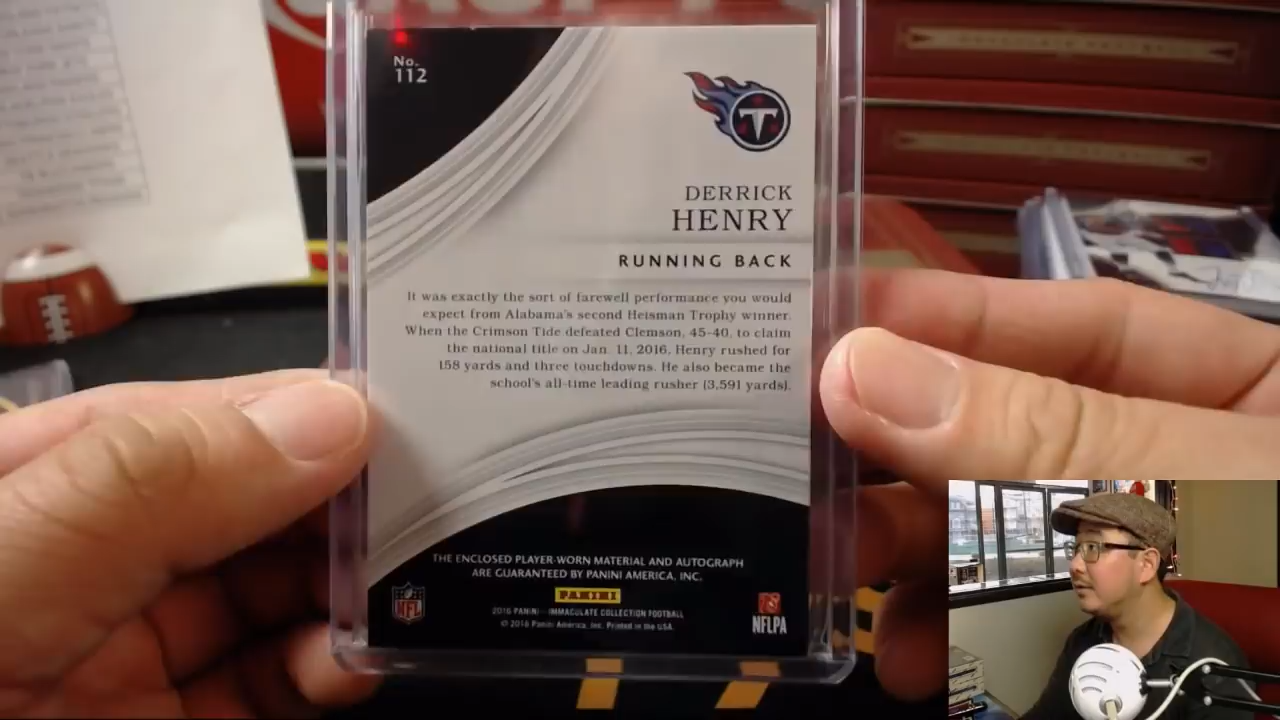 No.
112
T
DERRICK
HENRY
RUNNING BACK
It was exactly the sort of farewell performance you would
expect from Alabama's second Heisman Trophy winner.
When the Crimson Tide defeated Clemson, 45-40, to claim
the national title on Jan. 11, 2016, Henry rushed for
158 yards and three touchdowns. He also became the
school's all-time leading rusher (3,591 yards).
THE ENCLOSED PLAYER-WORN MATERIAL AND AUTOGRAPH
ARE GUARANTEED BY PANINI AMERICA, INC.
PANINI
2016 PANINI - IMMACULATE COLLECTION FOOTBALL
© 2016 Panini America, Inc. Printed in the USA.
NFL
NFLPA